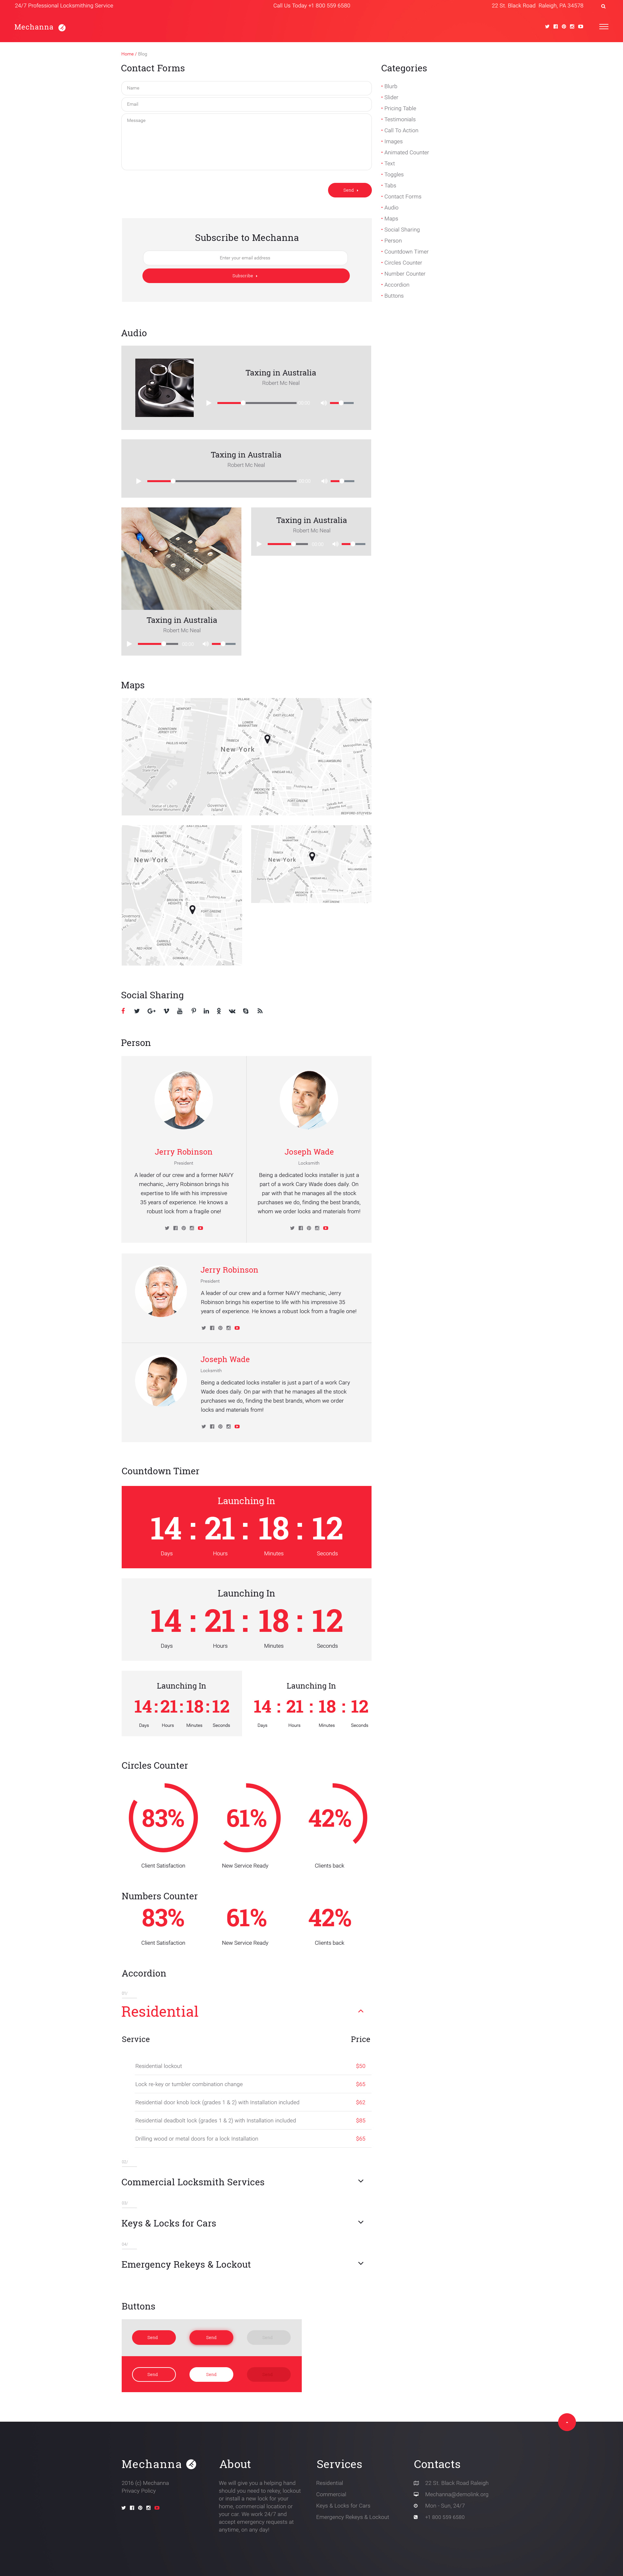 24/7 Professional Locksmithing Service
Call Us Today +1 800 559 6580
22 St. Black Road Raleigh, PA 34578
Mechanna
Home / Blog
Contact Forms
Name
Email
Message
Send
Subscribe to Mechanna
Enter your email address
Subscribe
Categories
Blurb
Slider
Pricing Table
Testimonials
Call To Action
Images
Animated Counter
Text
Toggles
Tabs
Contact Forms
Audio
Maps
Social Sharing
Person
Countdown Timer
Circles Counter
Number Counter
Accordion
Buttons
Audio
Taxing in Australia
Robert Mc Neal
Taxing in Australia
Robert Mc Neal
Taxing in Australia
Robert Mc Neal
Taxing in Australia
Robert Mc Neal
Maps
New York
New York
New York
Social Sharing
Person
Jerry Robinson
President
A leader of our crew and a former NAVY
mechanic, Jerry Robinson brings his
expertise to life with his impressive
35 years of experience. He knows a
robust lock from a fragile one!
Joseph Wade
Locksmith
Being a dedicated locks installer is just a
part of a work Cary Wade does daily. On
par with that he manages all the stock
purchases we do, finding the best brands,
whom we order locks and materials from!
Jerry Robinson
President
A leader of our crew and a former NAVY mechanic, Jerry
Robinson brings his expertise to life with his impressive 35
years of experience. He knows a robust lock from a fragile one!
Joseph Wade
Locksmith
Being a dedicated locks installer is just a part of a work Cary
Wade does daily. On par with that he manages all the stock
purchases we do, finding the best brands, whom we order
locks and materials from!
Countdown Timer
Launching In
14 : 21 : 18 : 12
Days Hours Minutes Seconds
Launching In
14 : 21 : 18 : 12
Days Hours Minutes Seconds
Launching In
14 : 21 : 18 : 12
Days Hours Minutes Seconds
Launching In
14 : 21 : 18 : 12
Days Hours Minutes Seconds
Circles Counter
83% 61% 42%
Client Satisfaction New Service Ready Clients back
Numbers Counter
83% 61% 42%
Client Satisfaction New Service Ready Clients back
Accordion
Residential
Service Price
Residential lockout $50
Lock re-key or tumbler combination change $65
Residential door knob lock (grades 1 & 2) with Installation included $62
Residential deadbolt lock (grades 1 & 2) with Installation included $85
Drilling wood or metal doors for a lock Installation $65
Commercial Locksmith Services
Keys & Locks for Cars
Emergency Rekeys & Lockout
Buttons
Send Send
Send Send
Mechanna
2016 (c) Mechanna
Privacy Policy
About
We will give you a helping hand
should you need to rekey, lockout
or install a new lock for your
home, commercial location or
your car. We work 24/7 and
accept emergency requests at
anytime, on any day!
Services
Residential
Commercial
Keys & Locks for Cars
Emergency Rekeys & Lockout
Contacts
22 St. Black Road Raleigh
Mechanna@demolink.org
Mon - Sun, 24/7
+1 800 559 6580